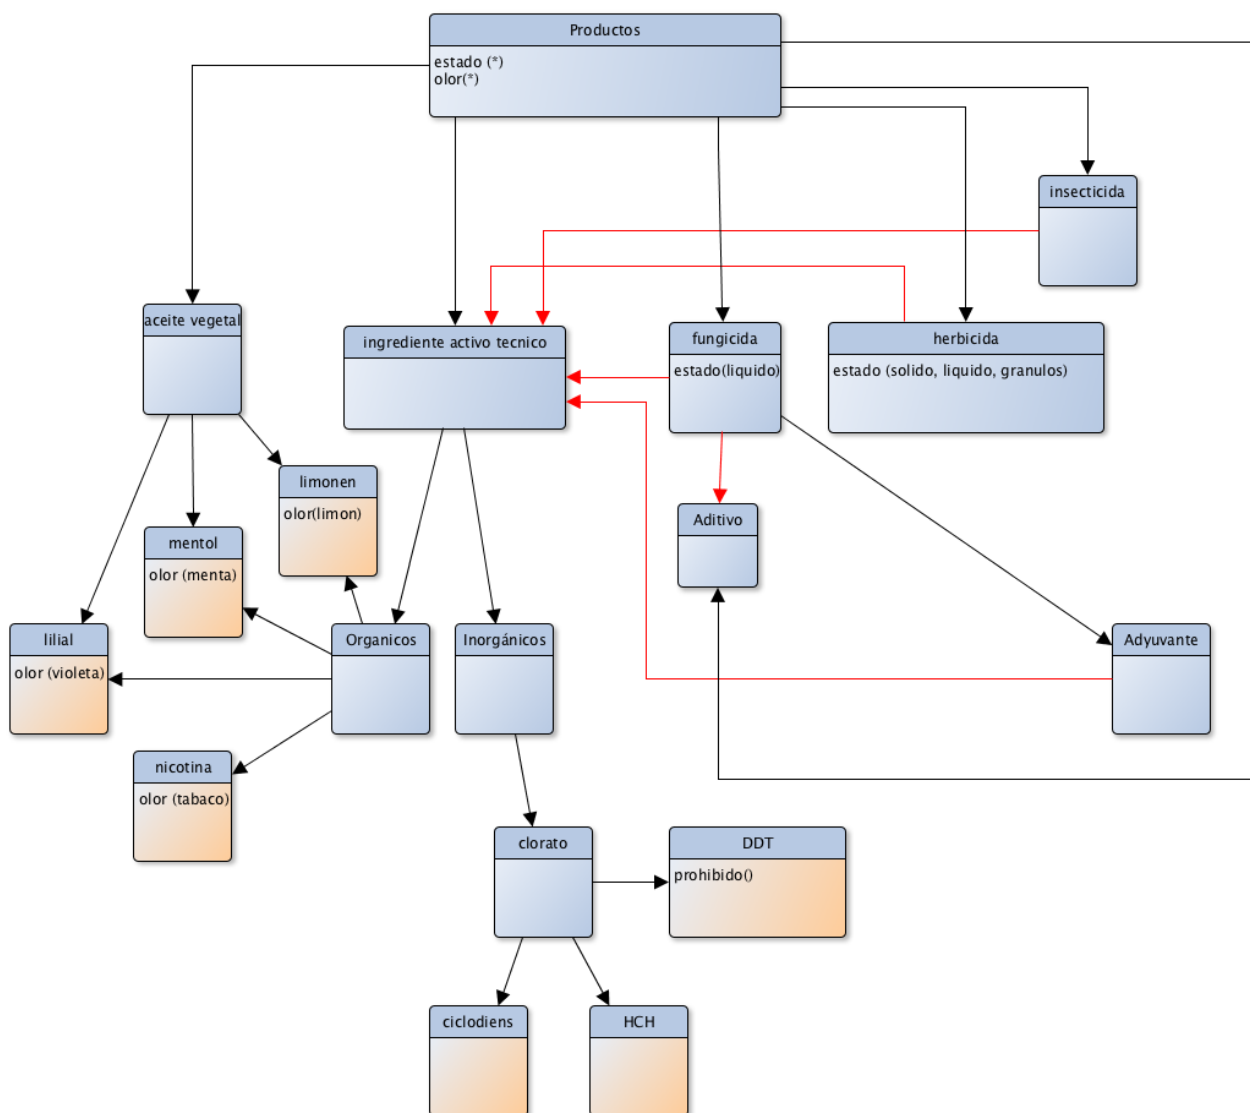 Productos
estado (*)
olor(*)
insecticida
aceite vegetal
ingrediente activo tecnico
fungicida
estado(liquido)
herbicida
estado (solido, liquido, granulos)
limonen
olor(limon)
Aditivo
mentol
olor (menta)
lilial
olor (violeta)
Organicos
Inorgánicos
Adyuvante
nicotina
olor (tabaco)
clorato
DDT
prohibido()
ciclodiens
HCH